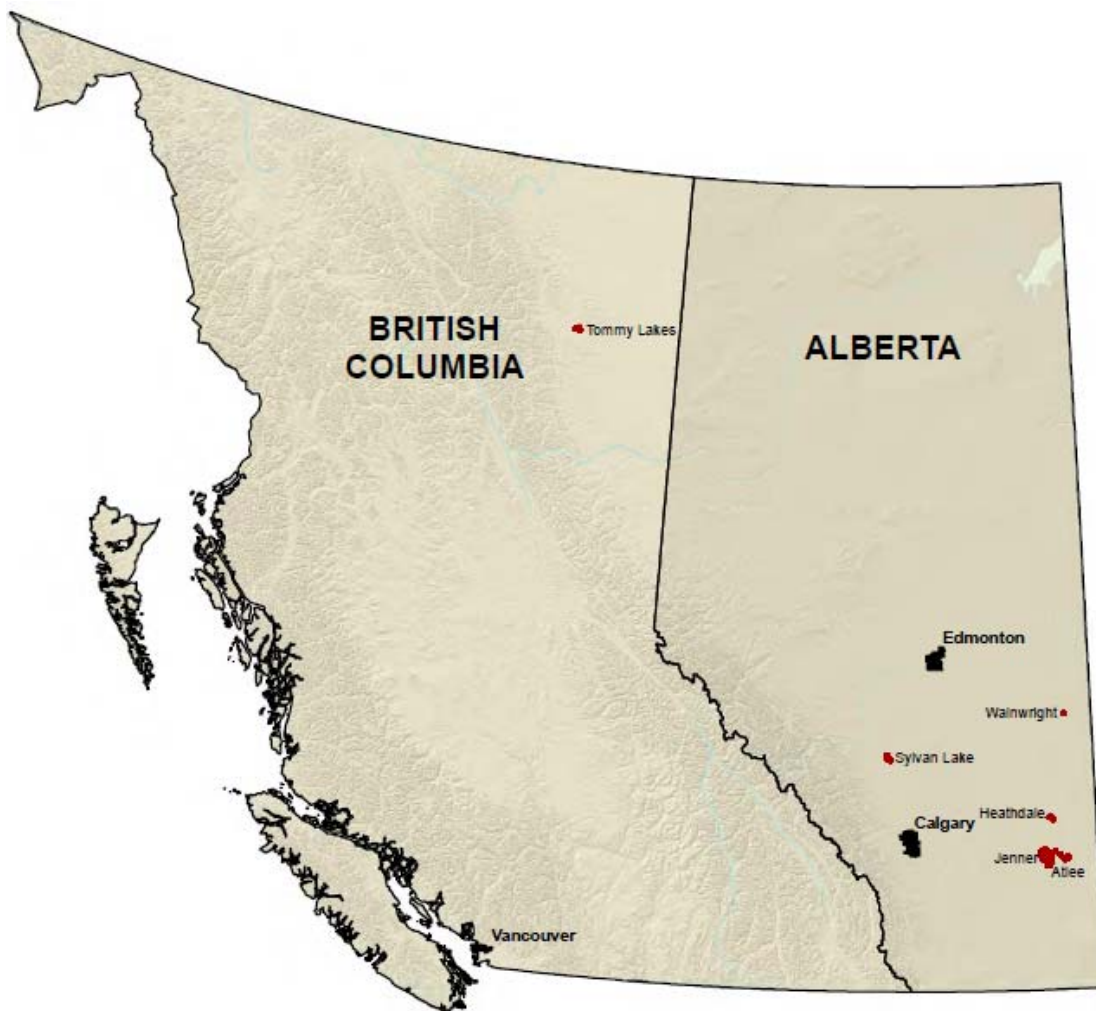 BRITISH
COLUMBIA
Tommy Lakes
ALBERTA
Edmonton
Wainwright
Sylvan Lake
Heathdale
Calgary
Jenner
Atlee
Vancouver